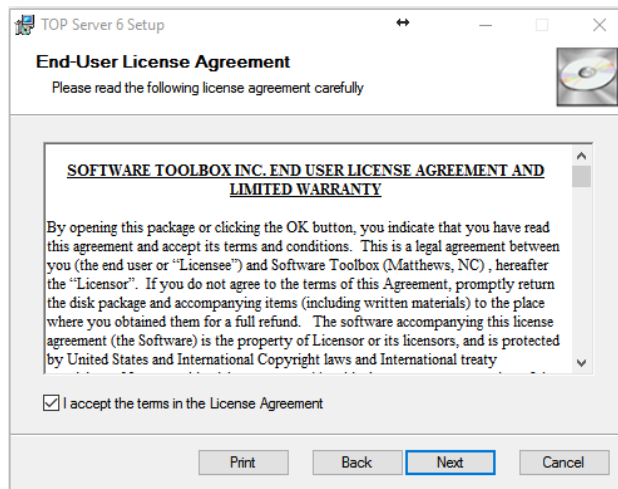 TOP Server 6 Setup
End-User License Agreement
Please read the following license agreement carefully
SOFTWARE TOOLBOX INC. END USER LICENSE AGREEMENT AND
LIMITED WARRANTY
By opening this package or clicking the OK button, you indicate that you have read
this agreement and accept its terms and conditions.  This is a legal agreement between
you (the end user or “Licensee”) and Software Toolbox (Matthews, NC) , hereafter
the “Licensor”.  If you do not agree to the terms of this Agreement, promptly return
the disk package and accompanying items (including written materials) to the place
where you obtained them for a full refund.   The software accompanying this license
agreement (the Software) is the property of Licensor or its licensors, and is protected
by United States and International Copyright laws and International treaty
I accept the terms in the License Agreement
Print Back Next Cancel